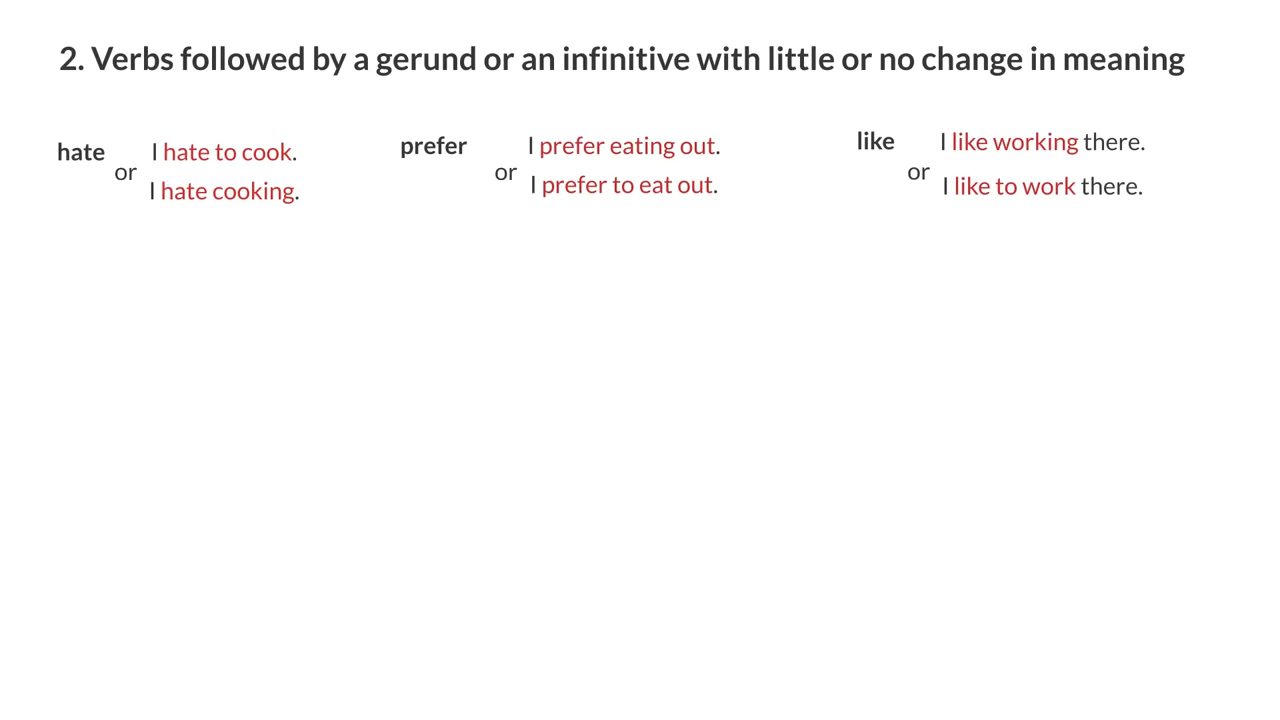 2. Verbs followed by a gerund or an infinitive with little or no change in meaning
hate
or
I hate to cook.
I hate cooking.
prefer
or
I prefer eating out.
I prefer to eat out.
like
or
I like working there.
I like to work there.